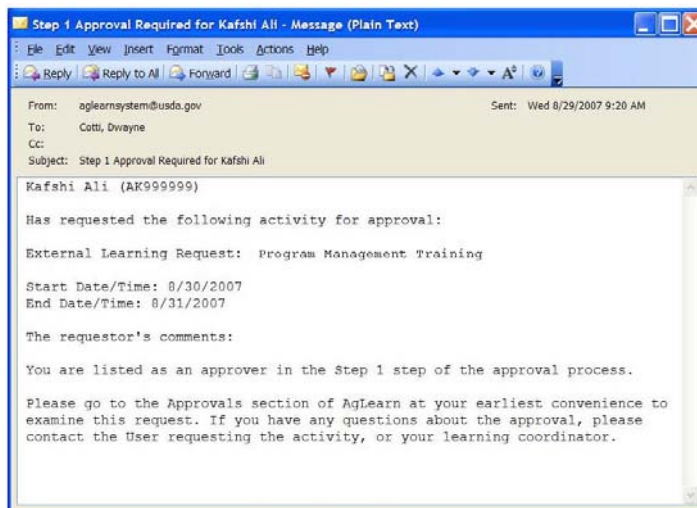 Step 1 Approval Required for Kafshi Ali - Message (Plain Text)
File Edit View Insert Format Tools Actions Help
Reply Reply to All Forward
From: aglearnsystem@usda.gov Sent: Wed 8/29/2007 9:20 AM
To: Cotti, Dwayne
Cc:
Subject: Step 1 Approval Required for Kafshi Ali
Kafshi Ali (AK999999)
Has requested the following activity for approval:
External Learning Request: Program Management Training
Start Date/Time: 8/30/2007
End Date/Time: 8/31/2007
The requestor's comments:
You are listed as an approver in the Step 1 step of the approval process.
Please go to the Approvals section of AgLearn at your earliest convenience to
examine this request. If you have any questions about the approval, please
contact the User requesting the activity, or your learning coordinator.